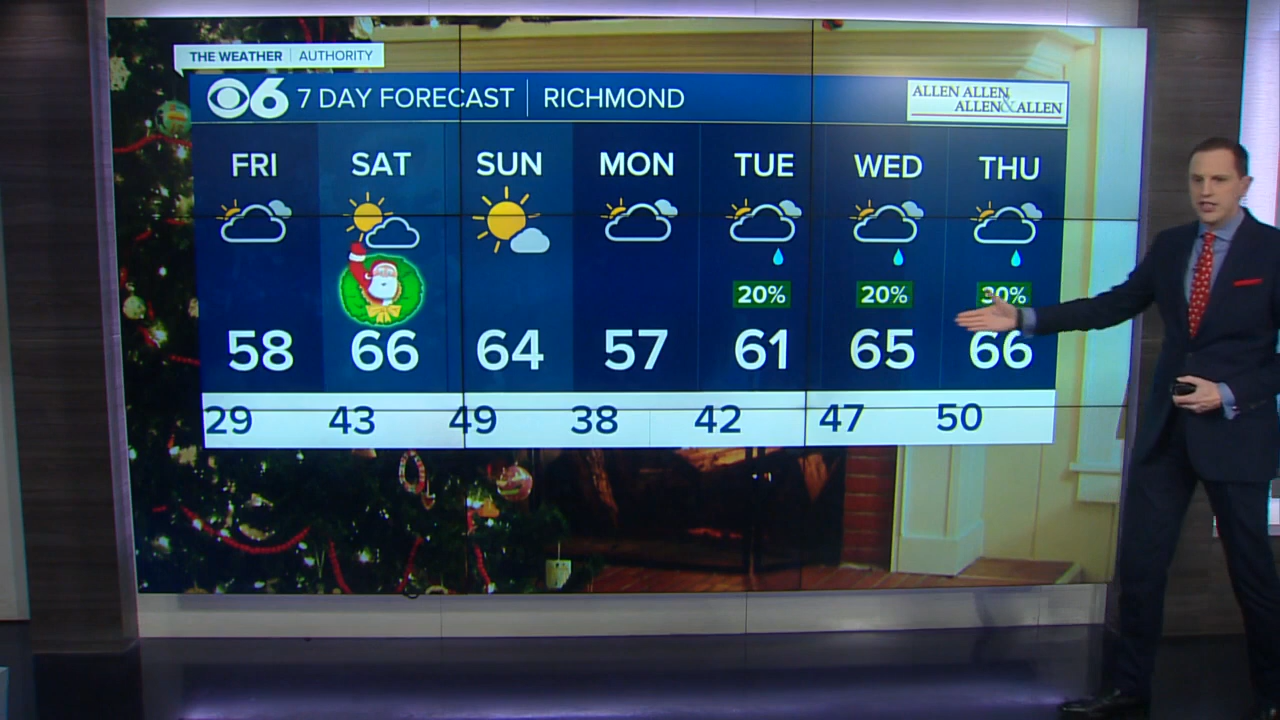 THE WEATHER | AUTHORITY
6 7 DAY FORECAST | RICHMOND
ALLEN ALLEN
ALLEN&ALLEN
FRI SAT SUN MON TUE WED THU
20% 20% 30%
58 66 64 57 61 65 66
29 43 49 38 42 47 50